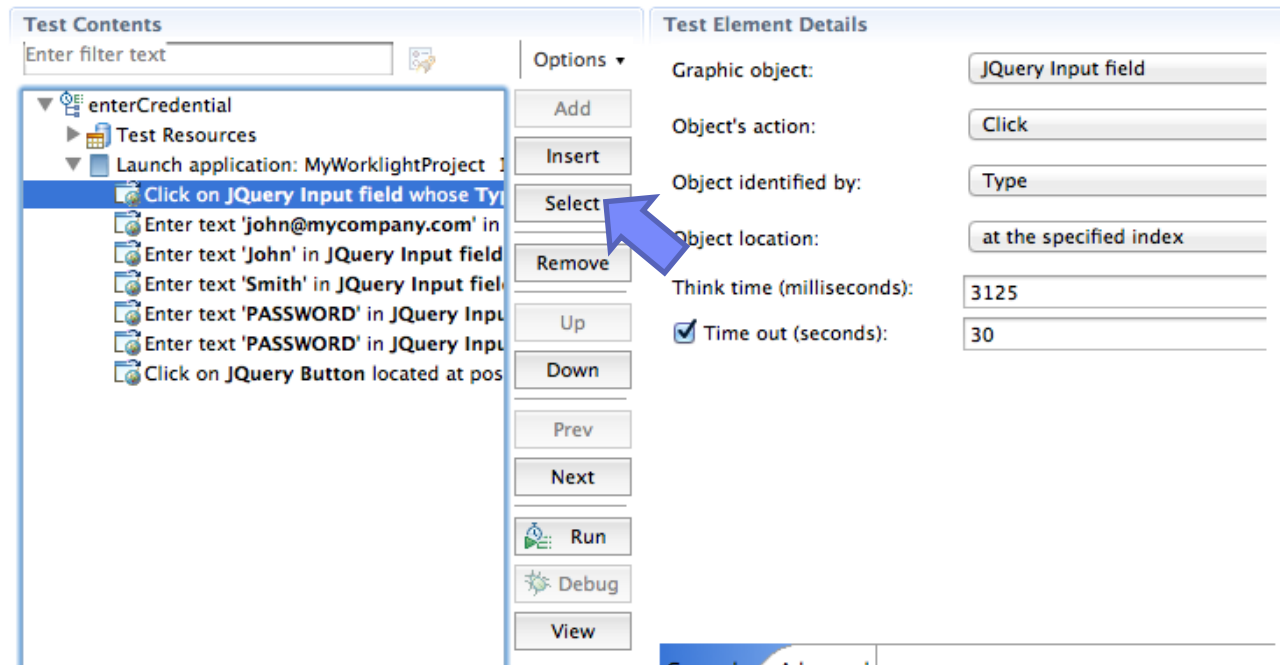 Test Contents
Enter filter text
Options
enterCredential
Test Resources
Launch application: MyWorklightProject
Click on JQuery Input field whose
Enter text 'john@mycompany.com' in
Enter text 'John' in JQuery Input field
Enter text 'Smith' in JQuery Input
Enter text 'PASSWORD' in JQuery
Enter text 'PASSWORD' in JQuery
Click on JQuery Button located at
Add
Insert
Select
Remove
Up
Down
Prev
Next
Run
Debug
View
Test Element Details
Graphic object: JQuery Input field
Object's action: Click
Object identified by: Type
Object location: at the specified index
Think time (milliseconds): 3125
Time out (seconds): 30